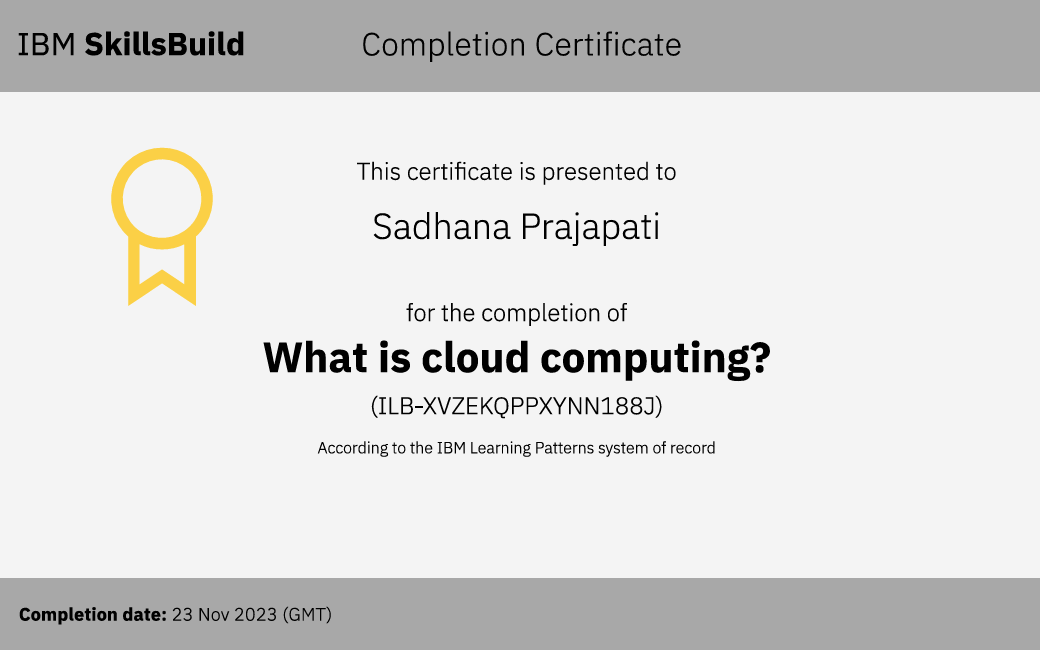 IBM SkillsBuild
Completion Certificate
This certificate is presented to
Sadhana Prajapati
for the completion of
What is cloud computing?
(ILB-XVZEKQPPXYNN188J)
According to the IBM Learning Patterns system of record
Completion date: 23 Nov 2023 (GMT)